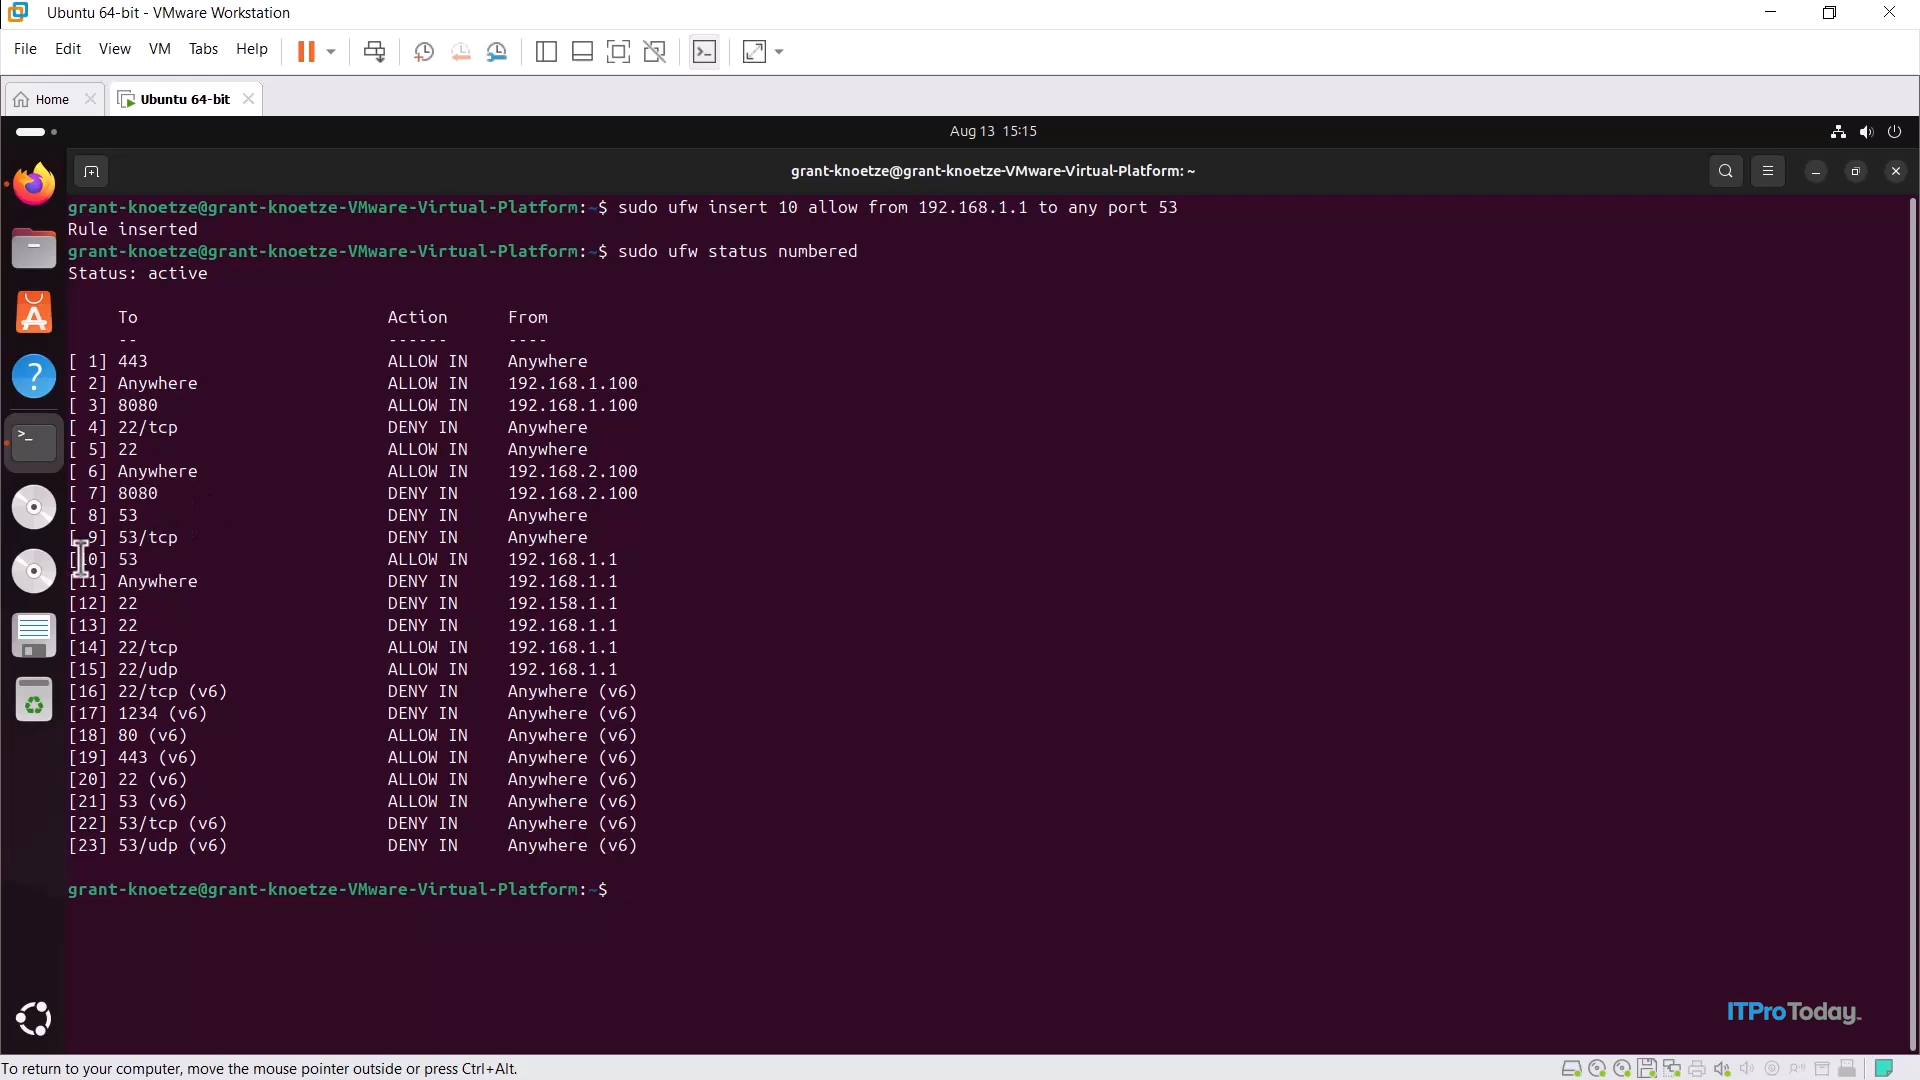 Ubuntu 64-bit - VMware Workstation
File Edit View VM Tabs Help
Home Ubuntu 64-bit
Aug 13 15:15
grant-knoetze@grant-knoetze-VMware-Virtual-Platform: ~
grant-knoetze@grant-knoetze-VMware-Virtual-Platform:~$ sudo ufw insert 10 allow from 192.168.1.1 to any port 53
Rule inserted
grant-knoetze@grant-knoetze-VMware-Virtual-Platform:~$ sudo ufw status numbered
Status: active
To Action From
-- ------ ----
[ 1] 443 ALLOW IN Anywhere
[ 2] Anywhere ALLOW IN 192.168.1.100
[ 3] 8080 ALLOW IN 192.168.1.100
[ 4] 22/tcp DENY IN Anywhere
[ 5] 22 ALLOW IN Anywhere
[ 6] Anywhere ALLOW IN 192.168.2.100
[ 7] 8080 DENY IN 192.168.2.100
[ 8] 53 DENY IN Anywhere
[ 9] 53/tcp DENY IN Anywhere
[10] 53 ALLOW IN 192.168.1.1
[11] Anywhere DENY IN 192.168.1.1
[12] 22 DENY IN 192.158.1.1
[13] 22 DENY IN 192.168.1.1
[14] 22/tcp ALLOW IN 192.168.1.1
[15] 22/udp ALLOW IN 192.168.1.1
[16] 22/tcp (v6) DENY IN Anywhere (v6)
[17] 1234 (v6) DENY IN Anywhere (v6)
[18] 80 (v6) ALLOW IN Anywhere (v6)
[19] 443 (v6) ALLOW IN Anywhere (v6)
[20] 22 (v6) ALLOW IN Anywhere (v6)
[21] 53 (v6) ALLOW IN Anywhere (v6)
[22] 53/tcp (v6) DENY IN Anywhere (v6)
[23] 53/udp (v6) DENY IN Anywhere (v6)
grant-knoetze@grant-knoetze-VMware-Virtual-Platform:~$
ITProToday
To return to your computer, move the mouse pointer outside or press Ctrl+Alt.